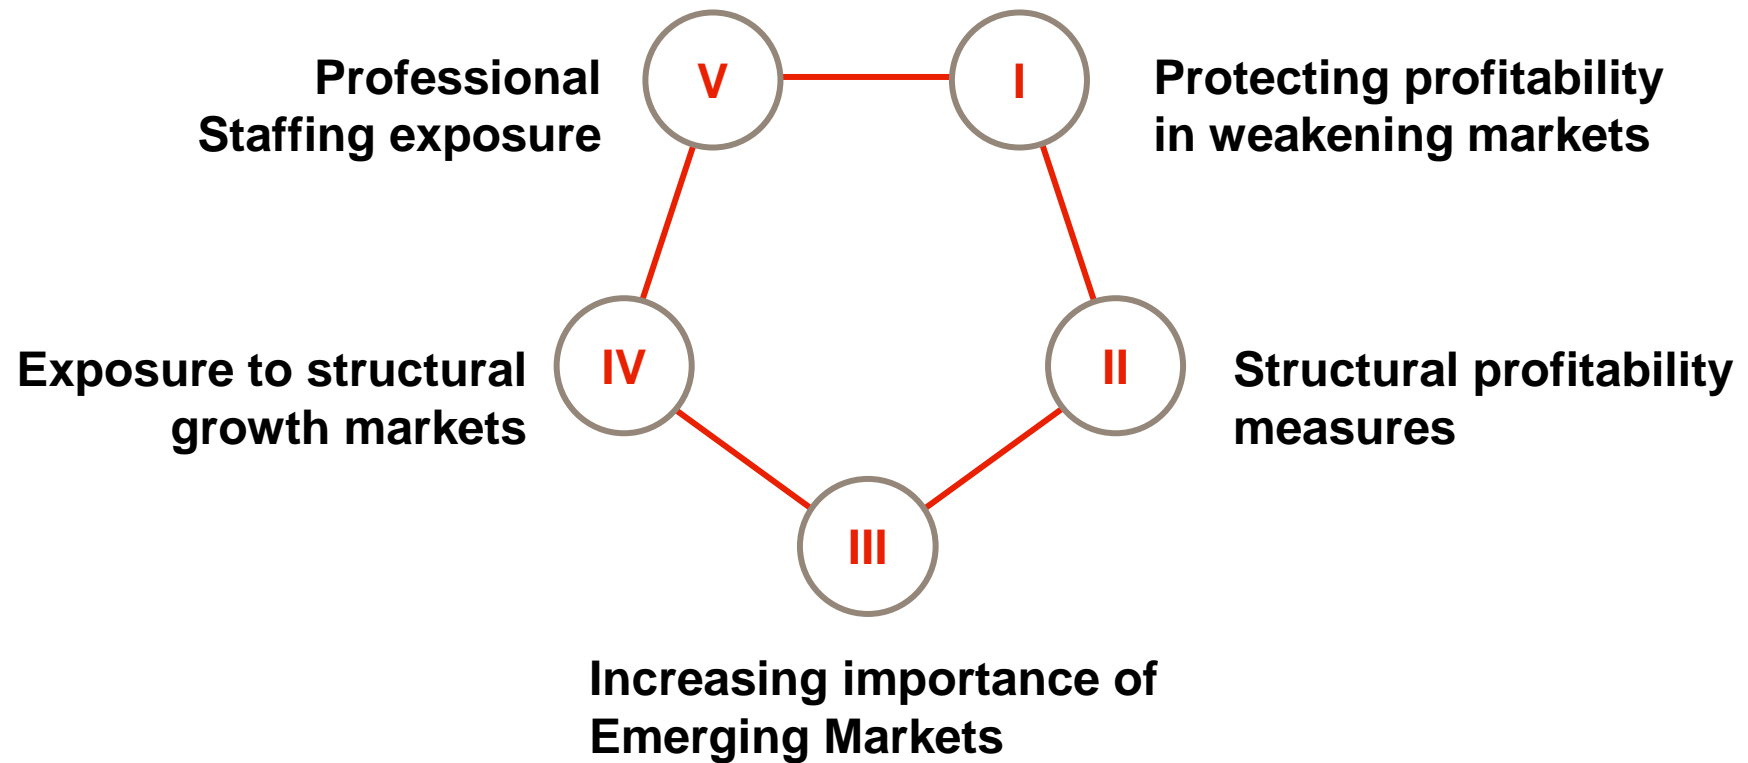 V
Professional
Staffing exposure
I
Protecting profitability
in weakening markets
IV
Exposure to structural
growth markets
II
Structural profitability
measures
III
Increasing importance of
Emerging Markets